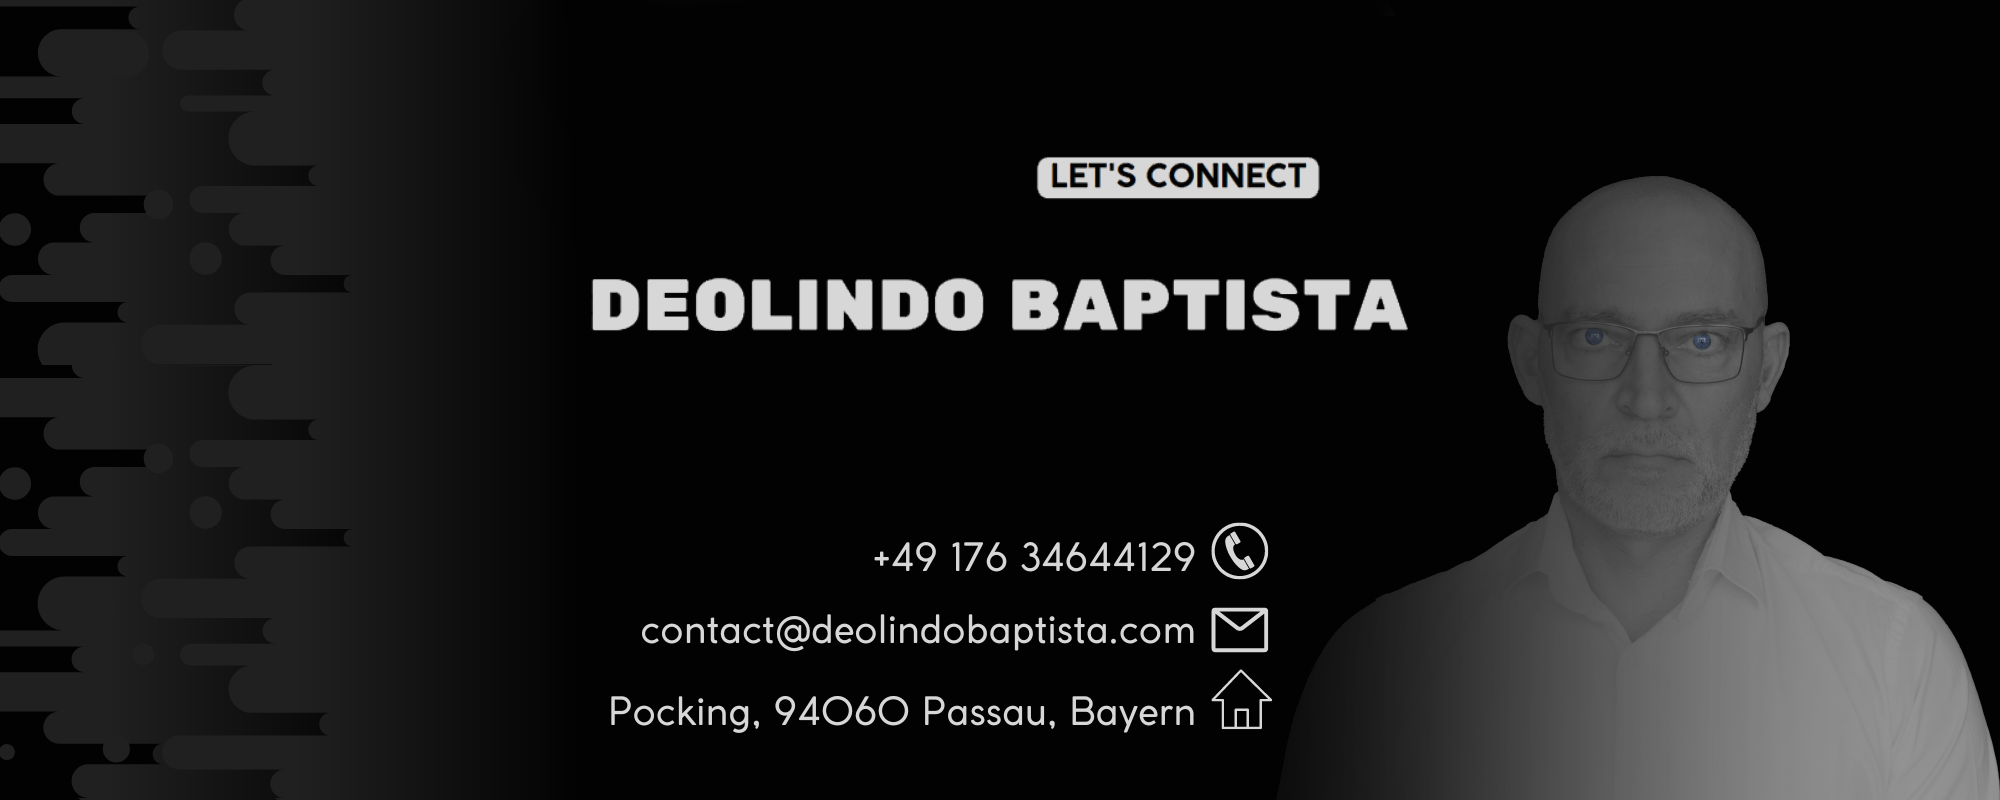 LET'S CONNECT
DEOLINDO BAPTISTA
+49 176 34644129
contact@deolindobaptista.com
Pocking, 94060 Passau, Bayern